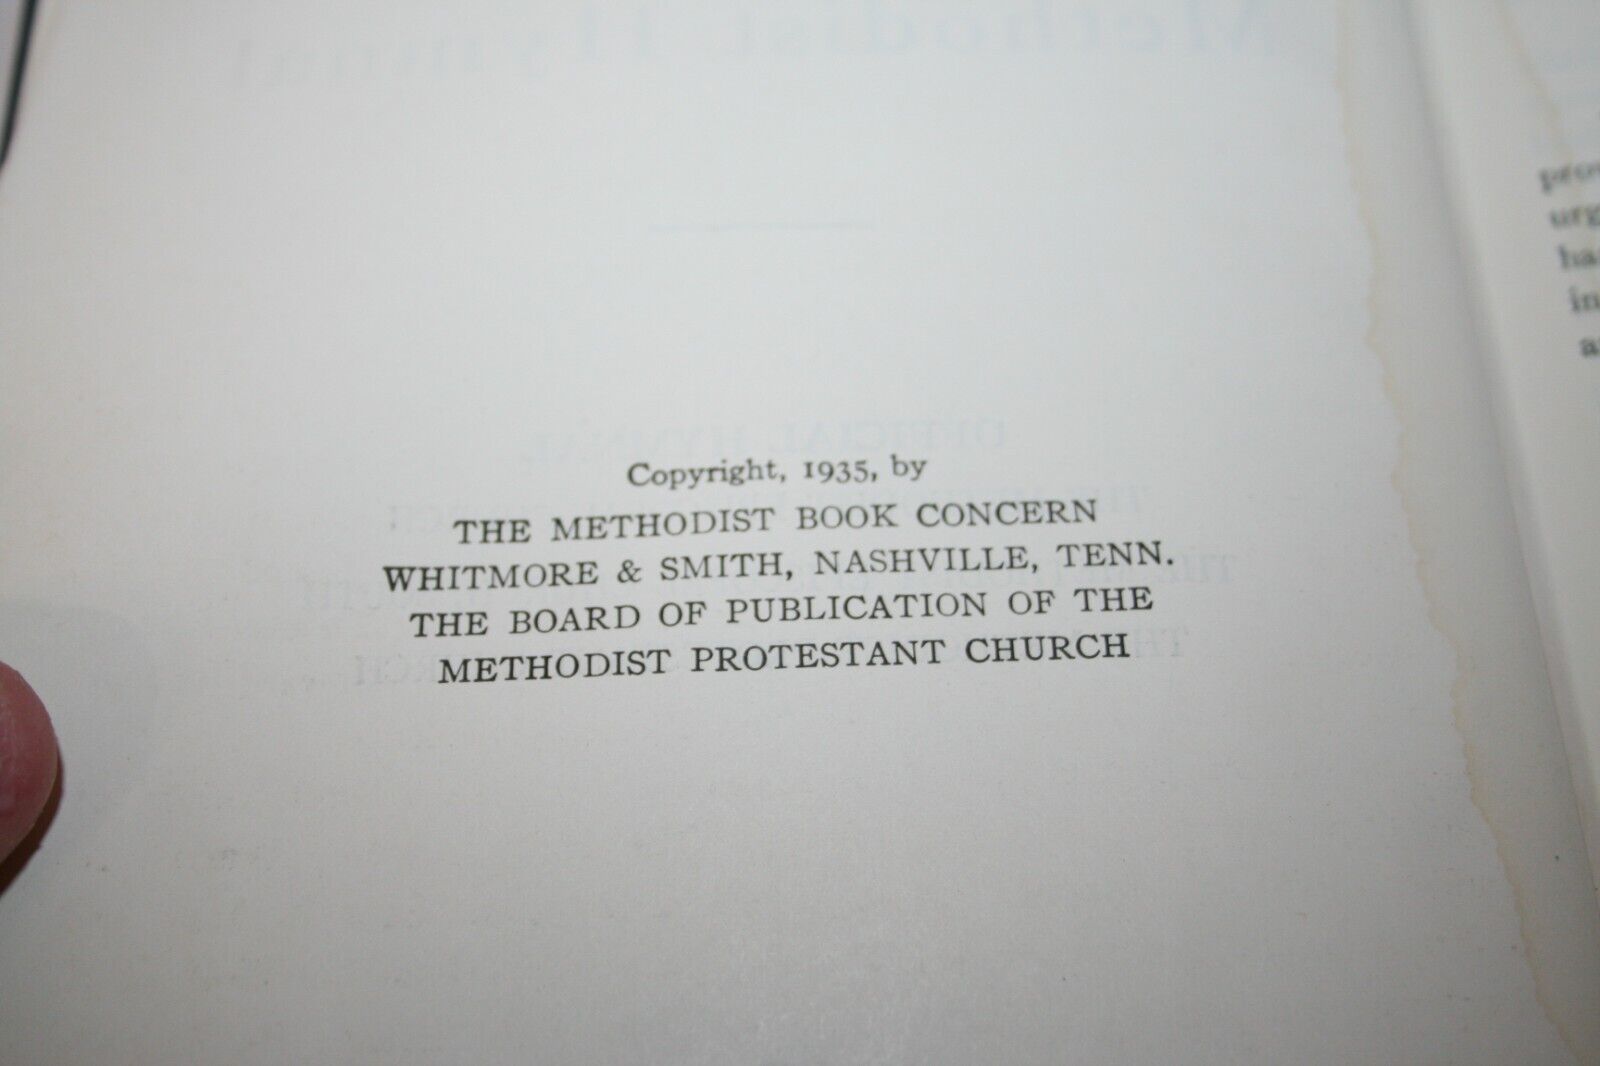 Copyright, 1935, by
THE METHODIST BOOK CONCERN
WHITMORE & SMITH, NASHVILLE, TENN.
THE BOARD OF PUBLICATION OF THE
METHODIST PROTESTANT CHURCH